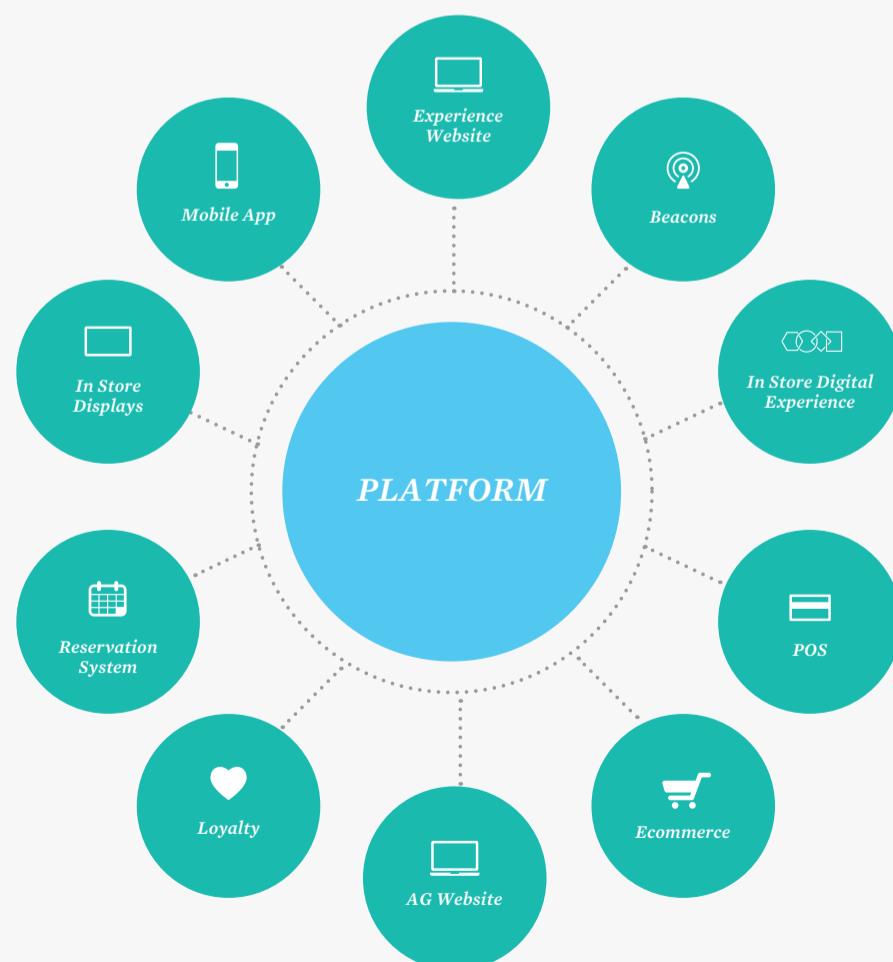 Experience
Website
Mobile App
Beacons
In Store
Displays
In Store Digital
Experience
PLATFORM
Reservation
System
POS
Loyalty
Ecommerce
AG Website